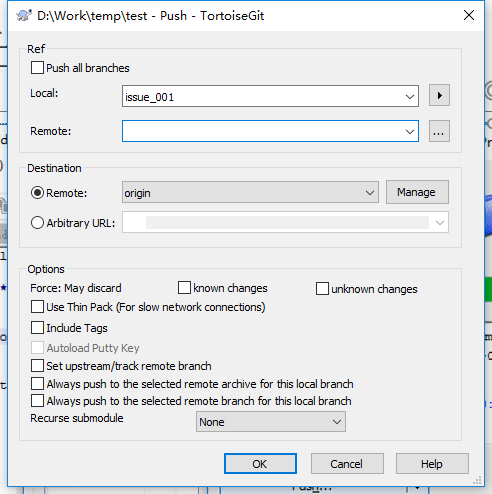 D:\Work\temp\test - Push - TortoiseGit
Ref
Push all branches
Local:
issue_001
Remote:
...
Destination
Remote:
origin
Manage
Arbitrary URL:
Options
Force: May discard
known changes
unknown changes
Use Thin Pack (For slow network connections)
Include Tags
Autoload Putty Key
Set upstream/track remote branch
Always push to the selected remote archive for this local branch
Always push to the selected remote branch for this local branch
Recurse submodule
None
OK
Cancel
Help